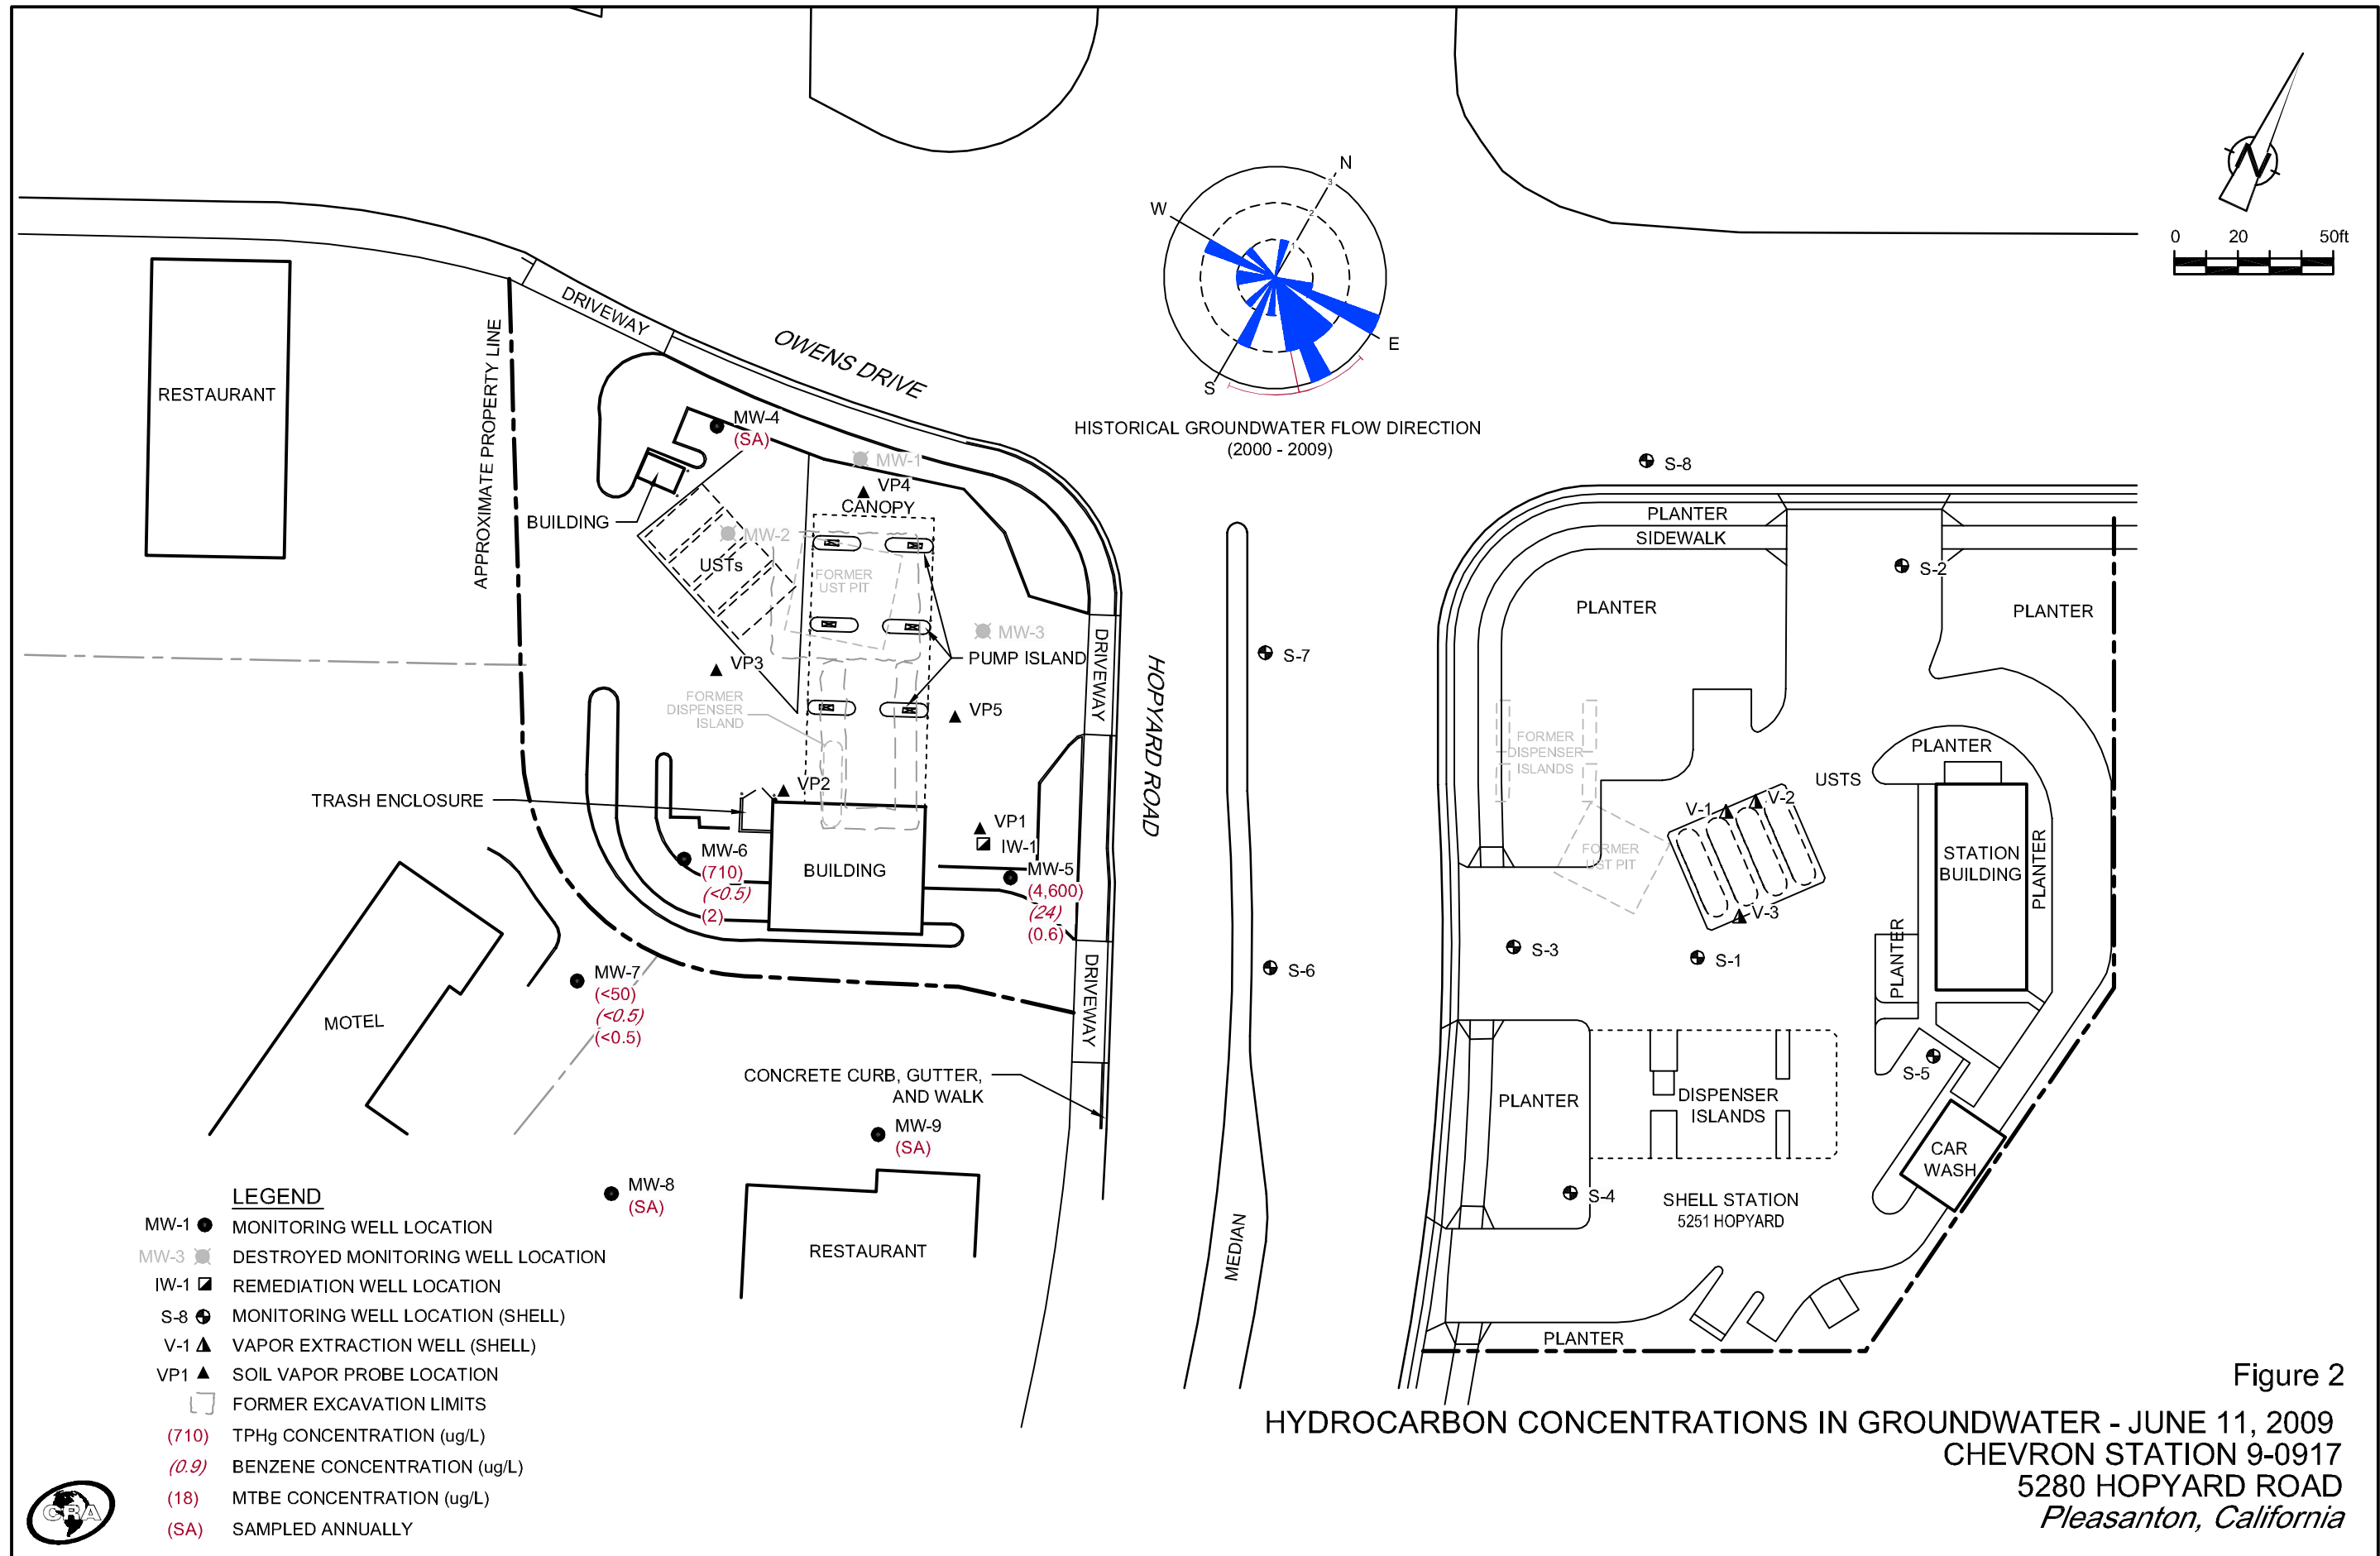 N
0 20 50ft
N
W
E
S
3
2
1
HISTORICAL GROUNDWATER FLOW DIRECTION
(2000 - 2009)
RESTAURANT
APPROXIMATE PROPERTY LINE
DRIVEWAY
OWENS DRIVE
MW-4
(SA)
MW-1
VP4
CANOPY
BUILDING
MW-2
USTs
FORMER
UST PIT
MW-3
PUMP ISLAND
VP3
FORMER
DISPENSER
ISLAND
VP5
DRIVEWAY
HOPYARD ROAD
TRASH ENCLOSURE
VP2
VP1
IW-1
MW-6
(710)
(<0.5)
(2)
BUILDING
MW-5
(4,600)
(24)
(0.6)
DRIVEWAY
MW-7
(<50)
(<0.5)
(<0.5)
MOTEL
CONCRETE CURB, GUTTER,
AND WALK
MW-9
(SA)
MW-8
(SA)
RESTAURANT
MEDIAN
S-7
S-6
S-8
PLANTER
SIDEWALK
S-2
PLANTER
PLANTER
FORMER
DISPENSER
ISLANDS
PLANTER
USTS
V-1
V-2
FORMER
UST PIT
STATION
BUILDING
PLANTER
V-3
PLANTER
S-3
S-1
S-5
PLANTER
DISPENSER
ISLANDS
CAR
WASH
S-4
SHELL STATION
5251 HOPYARD
PLANTER
LEGEND
MW-1 MONITORING WELL LOCATION
MW-3 DESTROYED MONITORING WELL LOCATION
IW-1 REMEDIATION WELL LOCATION
S-8 MONITORING WELL LOCATION (SHELL)
V-1 VAPOR EXTRACTION WELL (SHELL)
VP1 SOIL VAPOR PROBE LOCATION
FORMER EXCAVATION LIMITS
(710) TPHg CONCENTRATION (ug/L)
(0.9) BENZENE CONCENTRATION (ug/L)
(18) MTBE CONCENTRATION (ug/L)
(SA) SAMPLED ANNUALLY
CRA
Figure 2
HYDROCARBON CONCENTRATIONS IN GROUNDWATER - JUNE 11, 2009
CHEVRON STATION 9-0917
5280 HOPYARD ROAD
Pleasanton, California